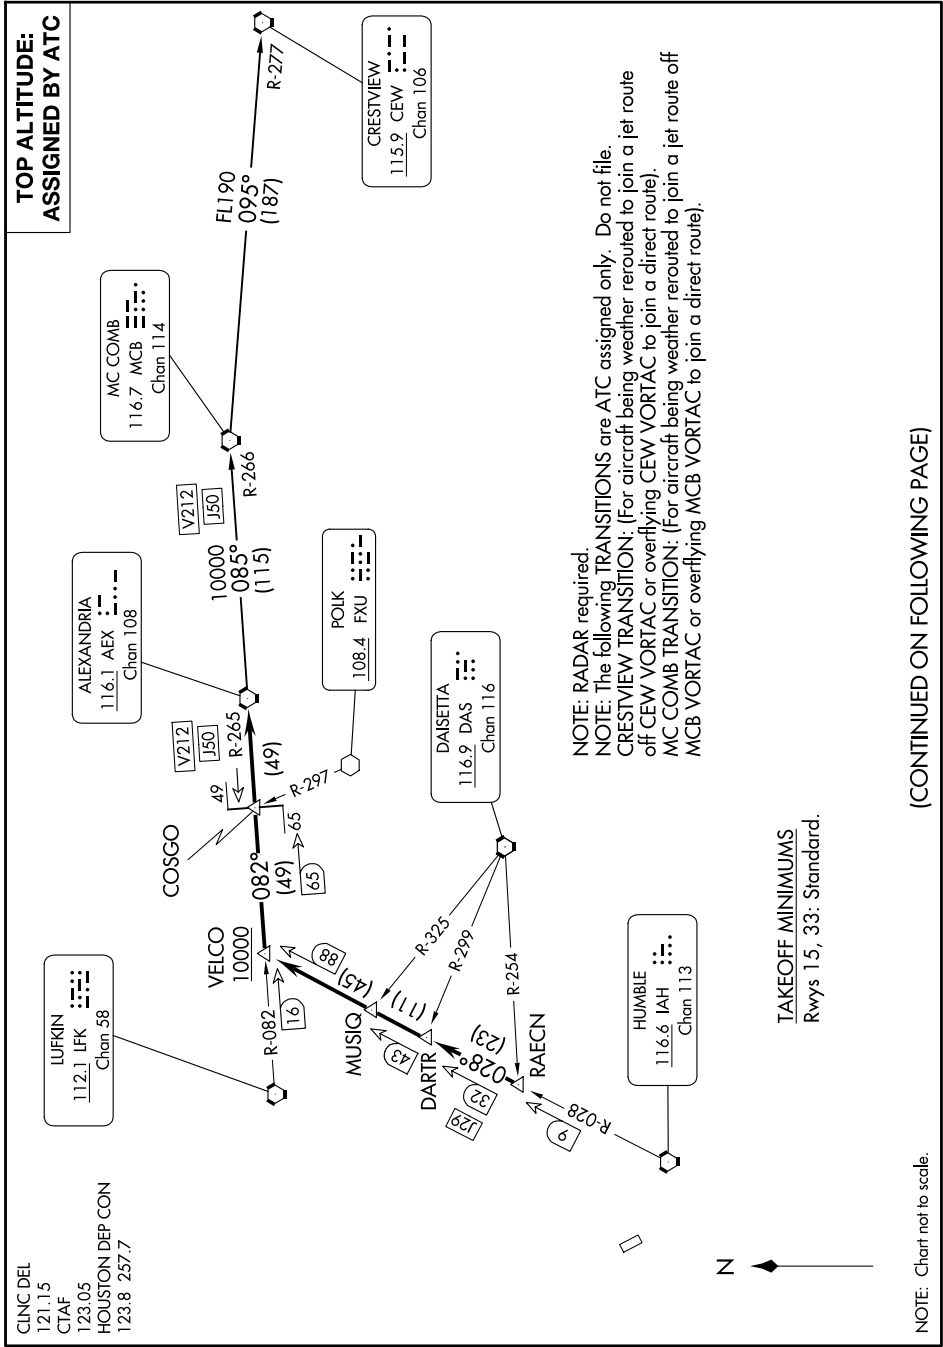 TOP ALTITUDE:
ASSIGNED BY ATC
CLNC DEL
121.15
CTAF
123.05
HOUSTON DEP CON
123.8 257.7
LUFKIN
112.1 LFK
Chan 58
ALEXANDRIA
116.1 AEX
Chan 108
MC COMB
116.7 MCB
Chan 114
CRESTVIEW
115.9 CEW
Chan 106
R-277
FL190
095°
(187)
R-266
V212
J50
10000
085°
(115)
V212
J50
R-265
(49)
49
COSGO
65
65
R-297
POLK
108.4 FXU
082°
(49)
VELCO
10000
R-082
16
88
(45)
MUSIQ
(11)
43
DARTR
(23)
028°
32
J29
RAECN
9
R-028
R-325
R-299
R-254
DAISETTA
116.9 DAS
Chan 116
HUMBLE
116.6 IAH
Chan 113
N
NOTE: RADAR required.
NOTE: The following TRANSITIONS are ATC assigned only. Do not file.
CRESTVIEW TRANSITION: (For aircraft being weather rerouted to join a jet route
off CEW VORTAC or overflying CEW VORTAC to join a direct route).
MC COMB TRANSITION: (For aircraft being weather rerouted to join a jet route off
MCB VORTAC or overflying MCB VORTAC to join a direct route).
TAKEOFF MINIMUMS
Rwys 15, 33: Standard.
NOTE: Chart not to scale.
(CONTINUED ON FOLLOWING PAGE)